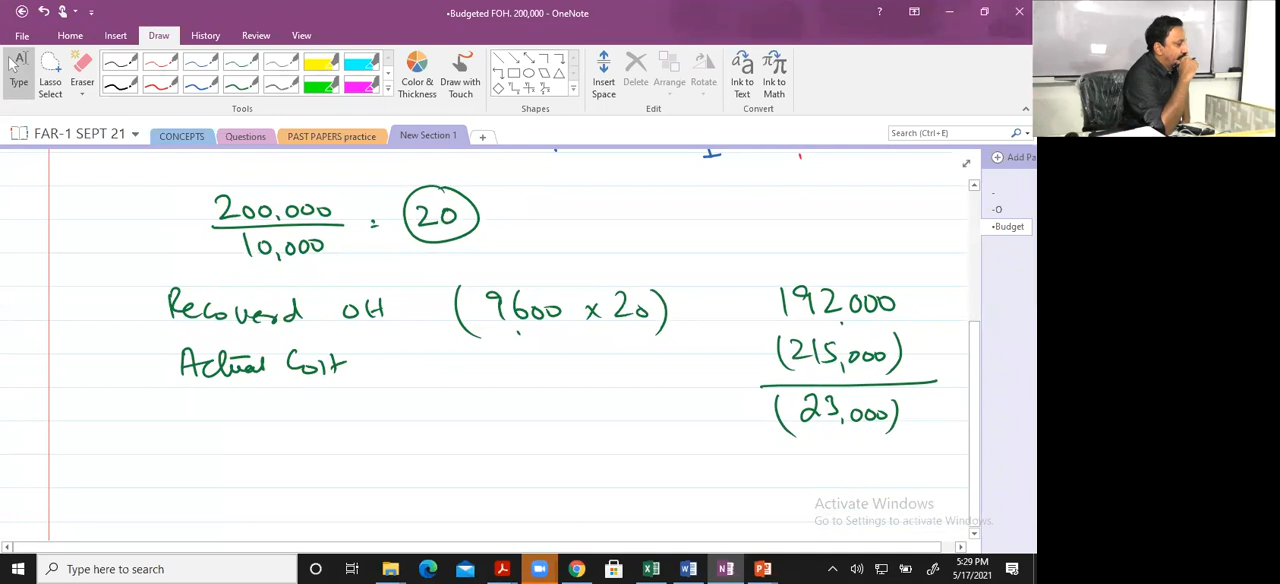 •Budgeted FOH. 200,000 - OneNote
?
File Home Insert Draw History Review View
Type
Lasso Select
Eraser
Color & Thickness
Draw with Touch
Insert Space
Delete
Arrange
Rotate
Ink to Text
Ink to Math
Tools
Shapes
Edit
Convert
FAR-1 SEPT 21
CONCEPTS
Questions
PAST PAPERS practice
New Section 1
Search (Ctrl+E)
Add Pa
-
-O
•Budget
200,000
10,000
= 20
Recoverd OH (9600 x 20) 192,000
Actual Cost (215,000)
(23,000)
Activate Windows
Go to Settings to activate Windows.
Type here to search
5:29 PM
5/17/2021